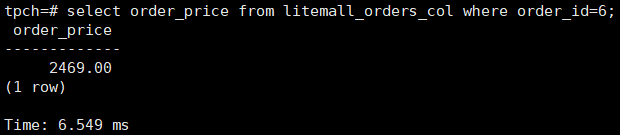 tpch=# select order_price from litemall_orders_col where order_id=6;
 order_price
-------------
     2469.00
(1 row)

Time: 6.549 ms